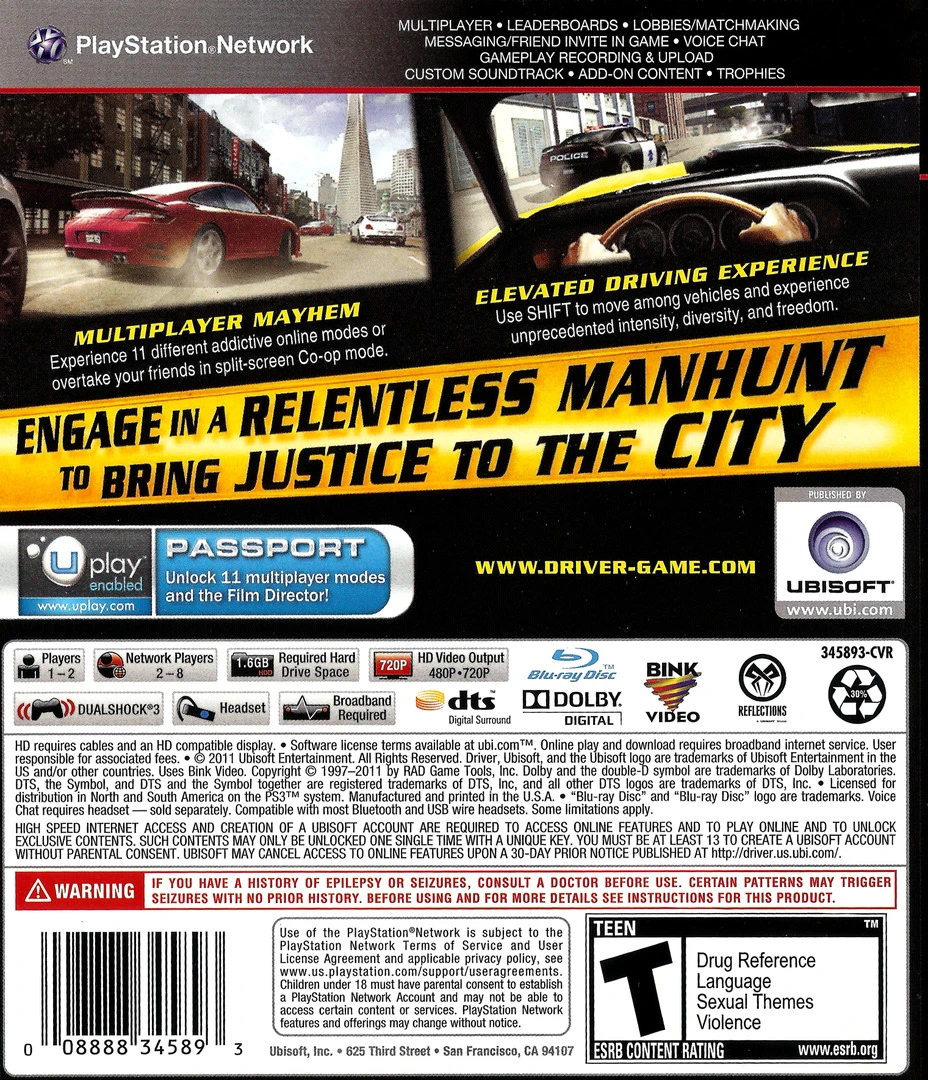 PlayStation®Network
SM
MULTIPLAYER • LEADERBOARDS • LOBBIES/MATCHMAKING
MESSAGING/FRIEND INVITE IN GAME • VOICE CHAT
GAMEPLAY RECORDING & UPLOAD
CUSTOM SOUNDTRACK • ADD-ON CONTENT • TROPHIES
POLICE
MULTIPLAYER MAYHEM
Experience 11 different addictive online modes or
overtake your friends in split-screen Co-op mode.
ELEVATED DRIVING EXPERIENCE
Use SHIFT to move among vehicles and experience
unprecedented intensity, diversity, and freedom.
ENGAGE IN A RELENTLESS MANHUNT
TO BRING JUSTICE TO THE CITY
U play™
enabled
www.uplay.com
PASSPORT
Unlock 11 multiplayer modes
and the Film Director!
WWW.DRIVER-GAME.COM
PUBLISHED BY
UBISOFT®
www.ubi.com
Players
1 – 2
Network Players
2 – 8
1.6GB
HDD
Required Hard
Drive Space
720P
HD Video Output
480P•720P
Blu-ray Disc™
BINK
VIDEO
REFLECTIONS
345893-CVR
30%
DUALSHOCK®3
Headset
Broadband
Required
dts
Digital Surround
DOLBY
DIGITAL
HD requires cables and an HD compatible display. • Software license terms available at ubi.com™. Online play and download requires broadband internet service. User
responsible for associated fees. • © 2011 Ubisoft Entertainment. All Rights Reserved. Driver, Ubisoft, and the Ubisoft logo are trademarks of Ubisoft Entertainment in the
US and/or other countries. Uses Bink Video. Copyright © 1997–2011 by RAD Game Tools, Inc. Dolby and the double-D symbol are trademarks of Dolby Laboratories.
DTS, the Symbol, and DTS and the Symbol together are registered trademarks of DTS, Inc, and all other DTS logos are trademarks of DTS, Inc. • Licensed for
distribution in North and South America on the PS3™ system. Manufactured and printed in the U.S.A. • “Blu-ray Disc” and “Blu-ray Disc” logo are trademarks. Voice
Chat requires headset — sold separately. Compatible with most Bluetooth and USB wire headsets. Some limitations apply.
HIGH SPEED INTERNET ACCESS AND CREATION OF A UBISOFT ACCOUNT ARE REQUIRED TO ACCESS ONLINE FEATURES AND TO PLAY ONLINE AND TO UNLOCK
EXCLUSIVE CONTENTS. SUCH CONTENTS MAY ONLY BE UNLOCKED ONE SINGLE TIME WITH A UNIQUE KEY. YOU MUST BE AT LEAST 13 TO CREATE A UBISOFT ACCOUNT
WITHOUT PARENTAL CONSENT. UBISOFT MAY CANCEL ACCESS TO ONLINE FEATURES UPON A 30-DAY PRIOR NOTICE PUBLISHED AT http://driver.us.ubi.com/.
WARNING
IF YOU HAVE A HISTORY OF EPILEPSY OR SEIZURES, CONSULT A DOCTOR BEFORE USE. CERTAIN PATTERNS MAY TRIGGER
SEIZURES WITH NO PRIOR HISTORY. BEFORE USING AND FOR MORE DETAILS SEE INSTRUCTIONS FOR THIS PRODUCT.
0 08888 34589 3
Use of the PlayStation®Network is subject to the
PlayStation Network Terms of Service and User
License Agreement and applicable privacy policy, see
www.us.playstation.com/support/useragreements.
Children under 18 must have parental consent to establish
a PlayStation Network Account and may not be able to
access certain content or services. PlayStation Network
features and offerings may change without notice.
Ubisoft, Inc. • 625 Third Street • San Francisco, CA 94107
TEEN
TM
T
Drug Reference
Language
Sexual Themes
Violence
ESRB CONTENT RATING
www.esrb.org